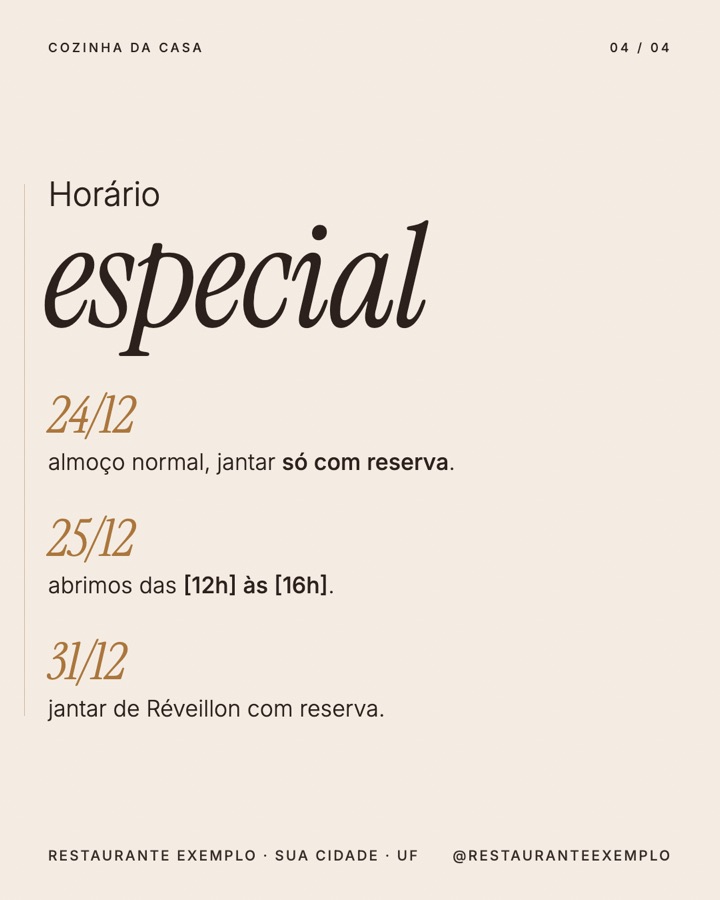 COZINHA DA CASA
04 / 04
Horário
especial
24/12
almoço normal, jantar só com reserva.
25/12
abrimos das [12h] às [16h].
31/12
jantar de Réveillon com reserva.
RESTAURANTE EXEMPLO · SUA CIDADE · UF
@RESTAURANTEEXEMPLO